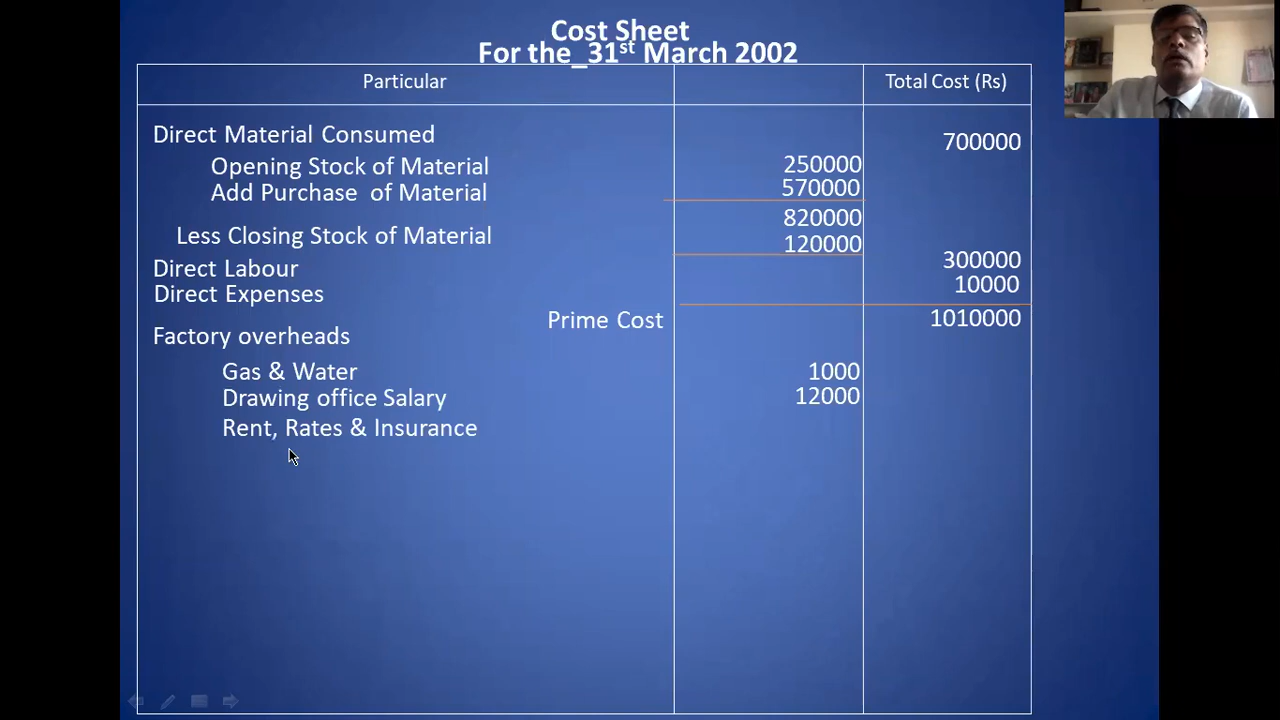 Cost Sheet
For the_31st March 2002
Particular Total Cost (Rs)
Direct Material Consumed 700000
Opening Stock of Material 250000
Add Purchase of Material 570000
820000
Less Closing Stock of Material 120000
Direct Labour 300000
Direct Expenses 10000
Prime Cost 1010000
Factory overheads
Gas & Water 1000
Drawing office Salary 12000
Rent, Rates & Insurance